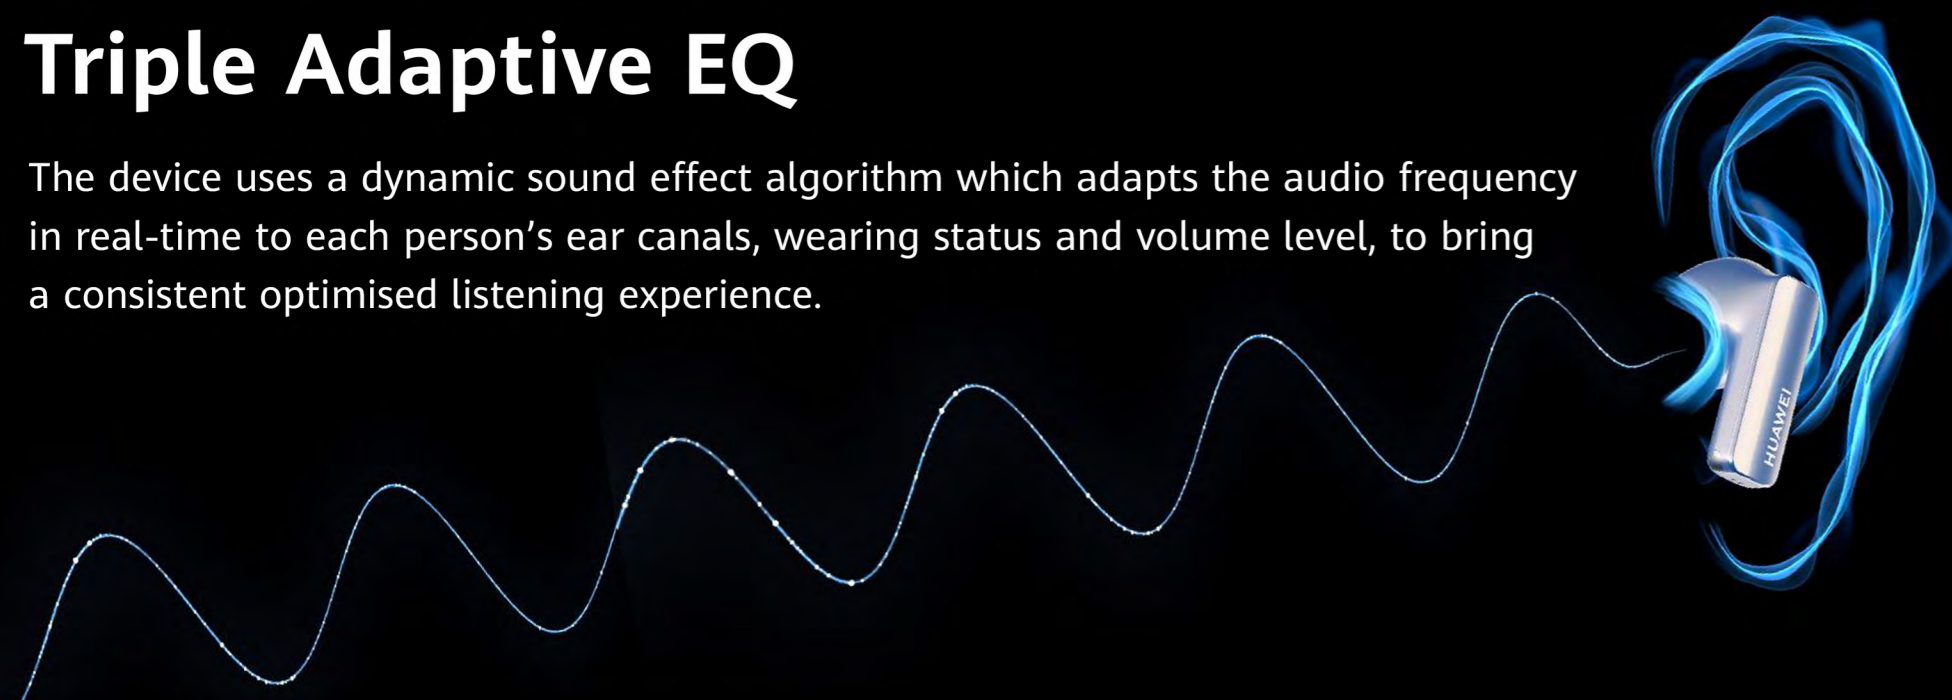 Triple Adaptive EQ
The device uses a dynamic sound effect algorithm which adapts the audio frequency
in real-time to each person’s ear canals, wearing status and volume level, to bring
a consistent optimised listening experience.
HUAWEI